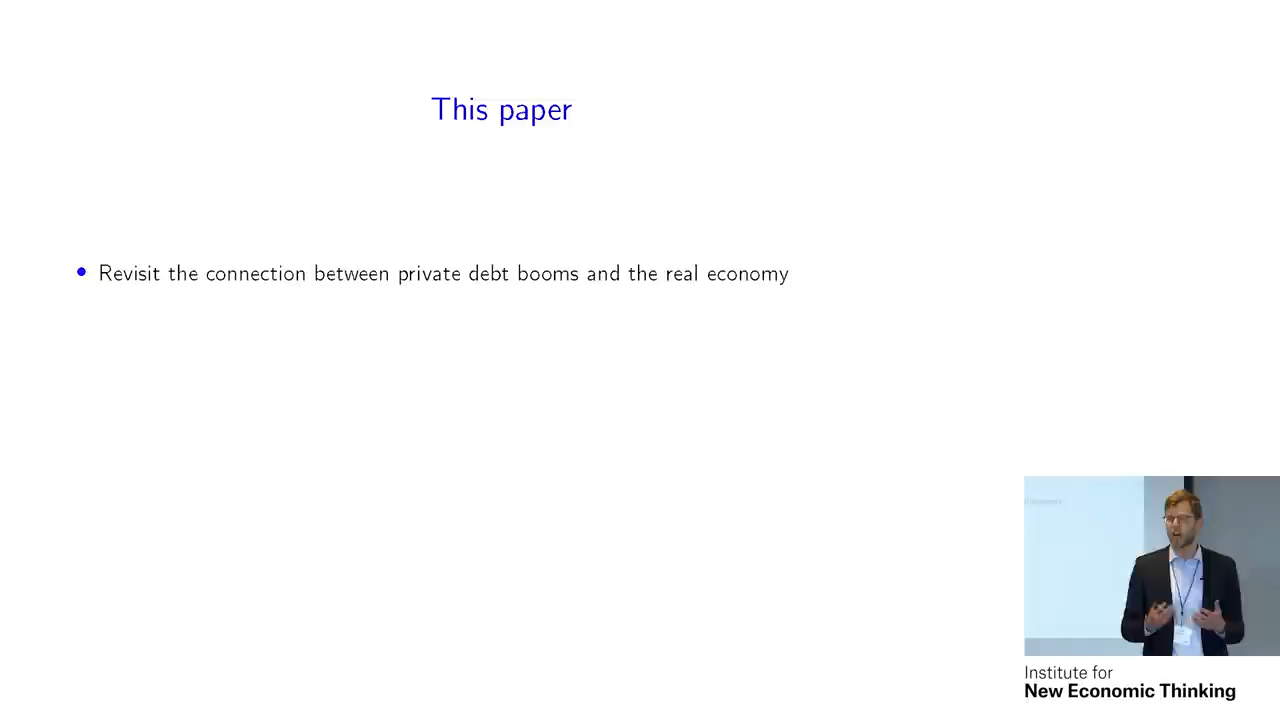 This paper
• Revisit the connection between private debt booms and the real economy
Institute for
New Economic Thinking